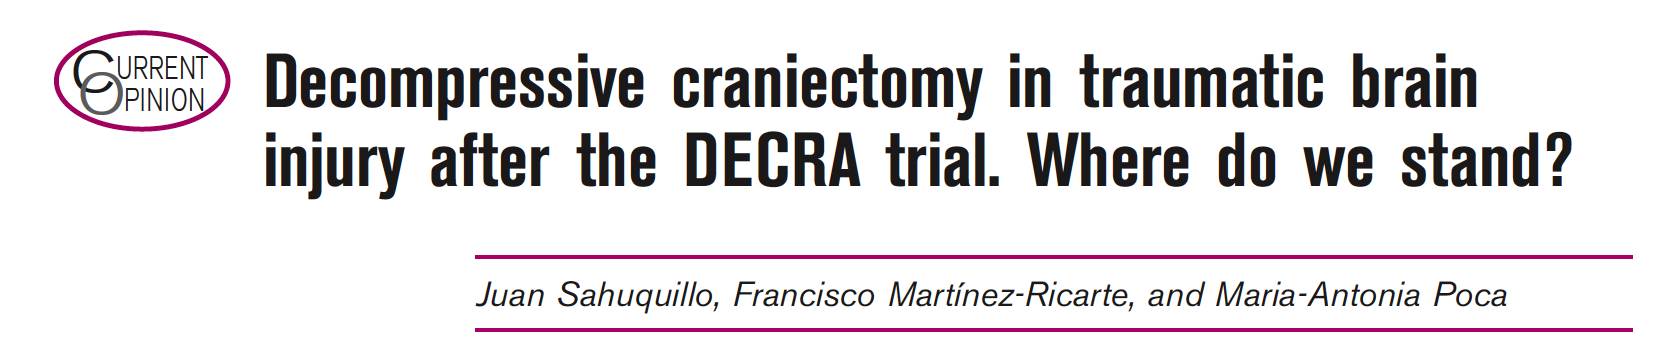 CURRENT
OPINION
Decompressive craniectomy in traumatic brain
injury after the DECRA trial. Where do we stand?
Juan Sahuquillo, Francisco Martínez-Ricarte, and Maria-Antonia Poca